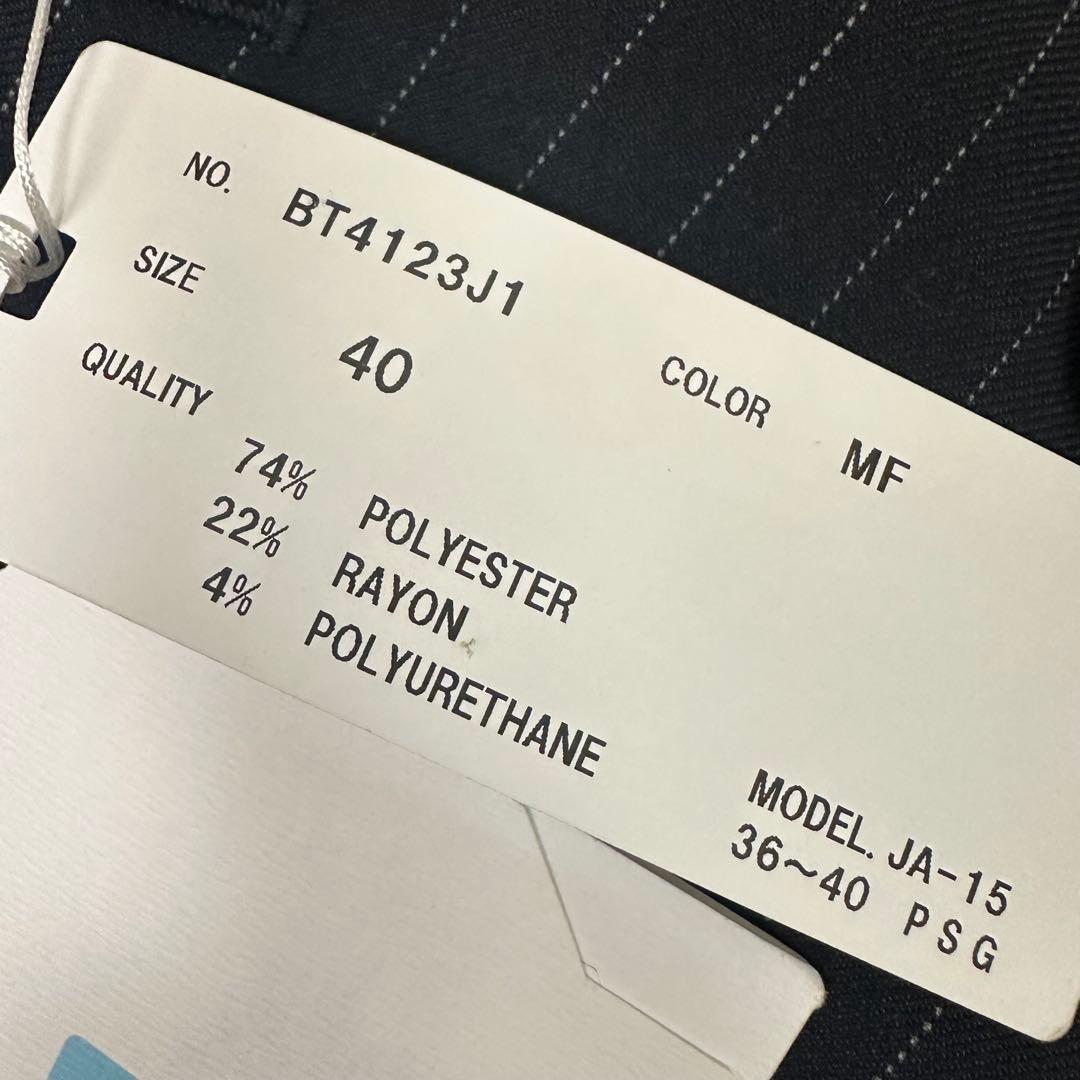 NO. BT4123J1
SIZE 40
COLOR MF
QUALITY
74% POLYESTER
22% RAYON
4% POLYURETHANE
MODEL. JA-15
36~40 PSG